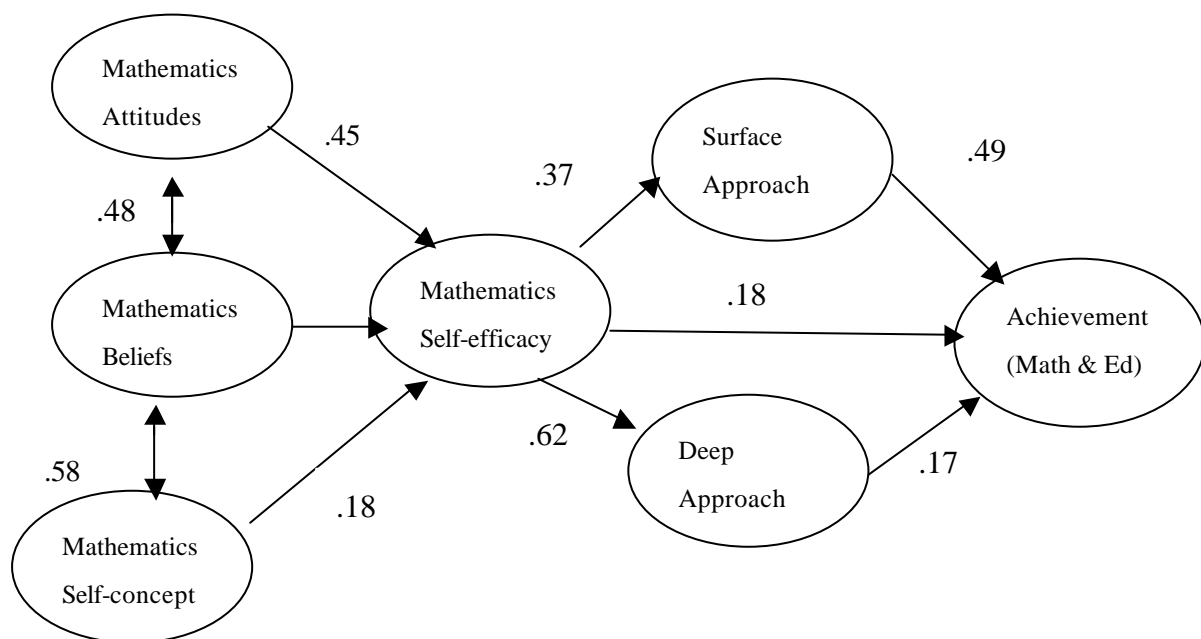 Mathematics
Attitudes
.45
.48
Mathematics
Beliefs
.58
Mathematics
Self-concept
.18
Mathematics
Self-efficacy
.37
Surface
Approach
.49
.18
.62
Deep
Approach
.17
Achievement
(Math & Ed)